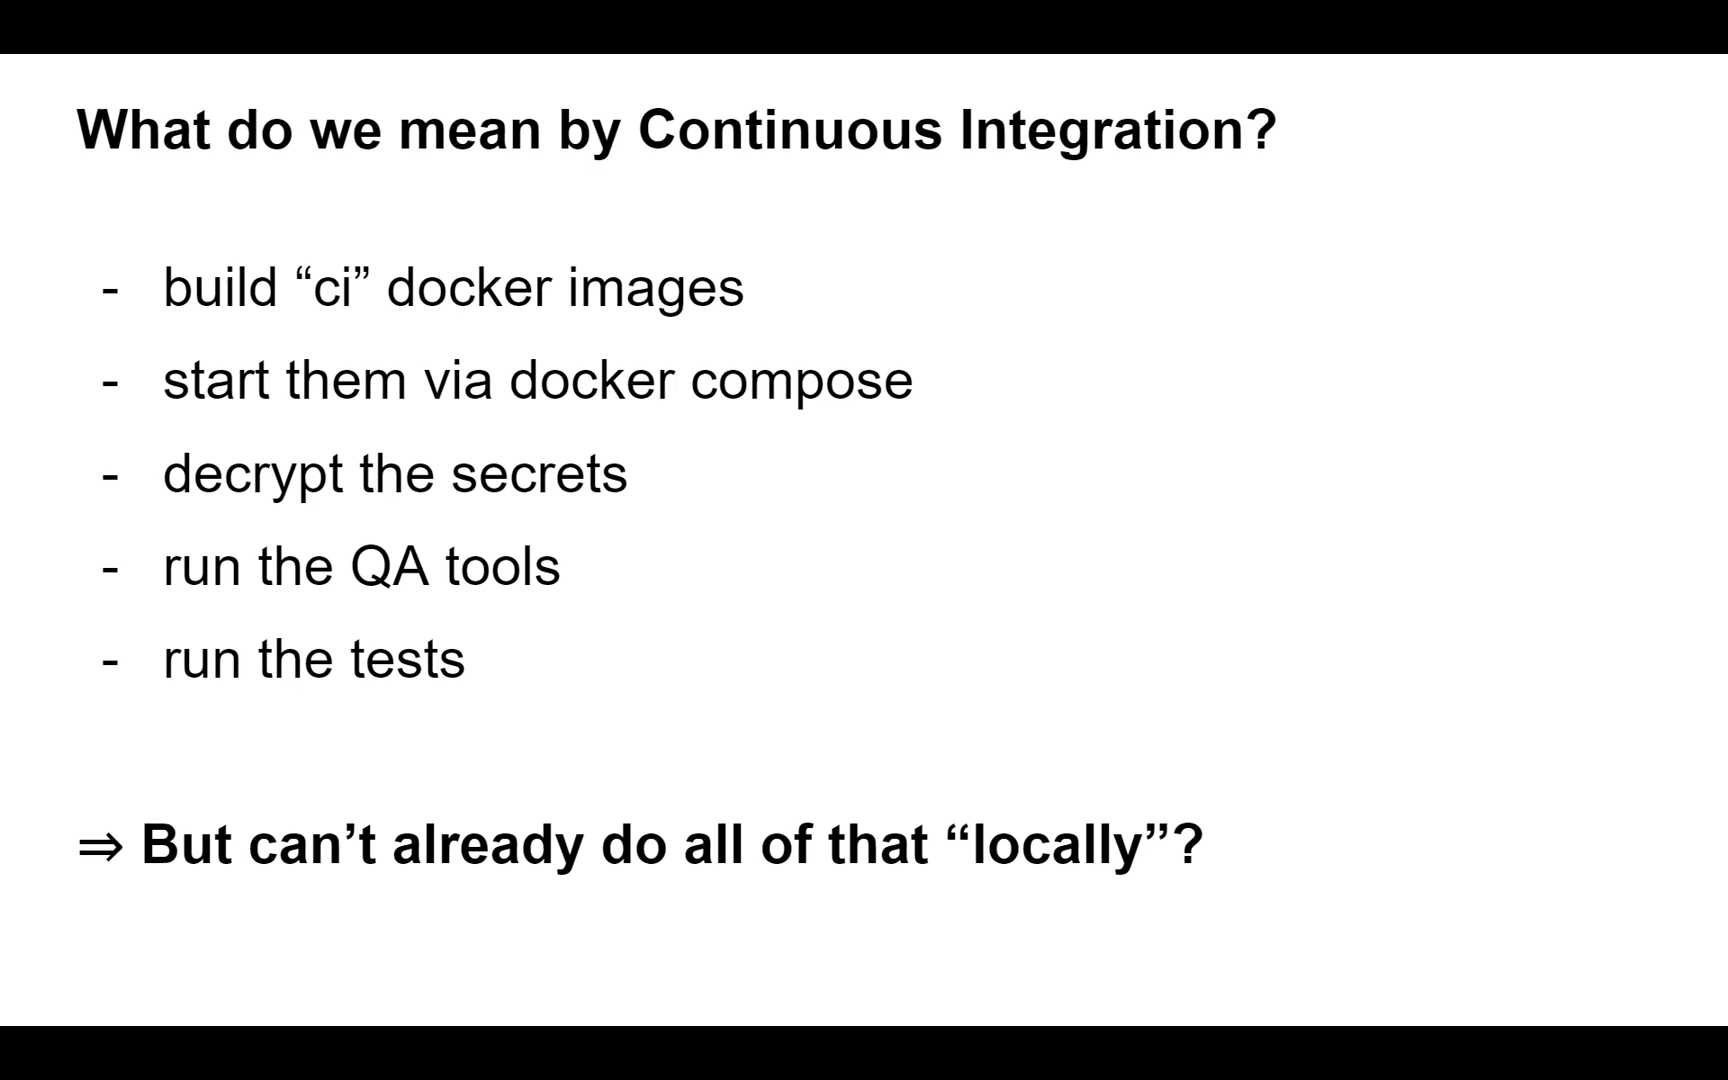 What do we mean by Continuous Integration?
- build “ci” docker images
- start them via docker compose
- decrypt the secrets
- run the QA tools
- run the tests
⇒ But can’t already do all of that “locally”?